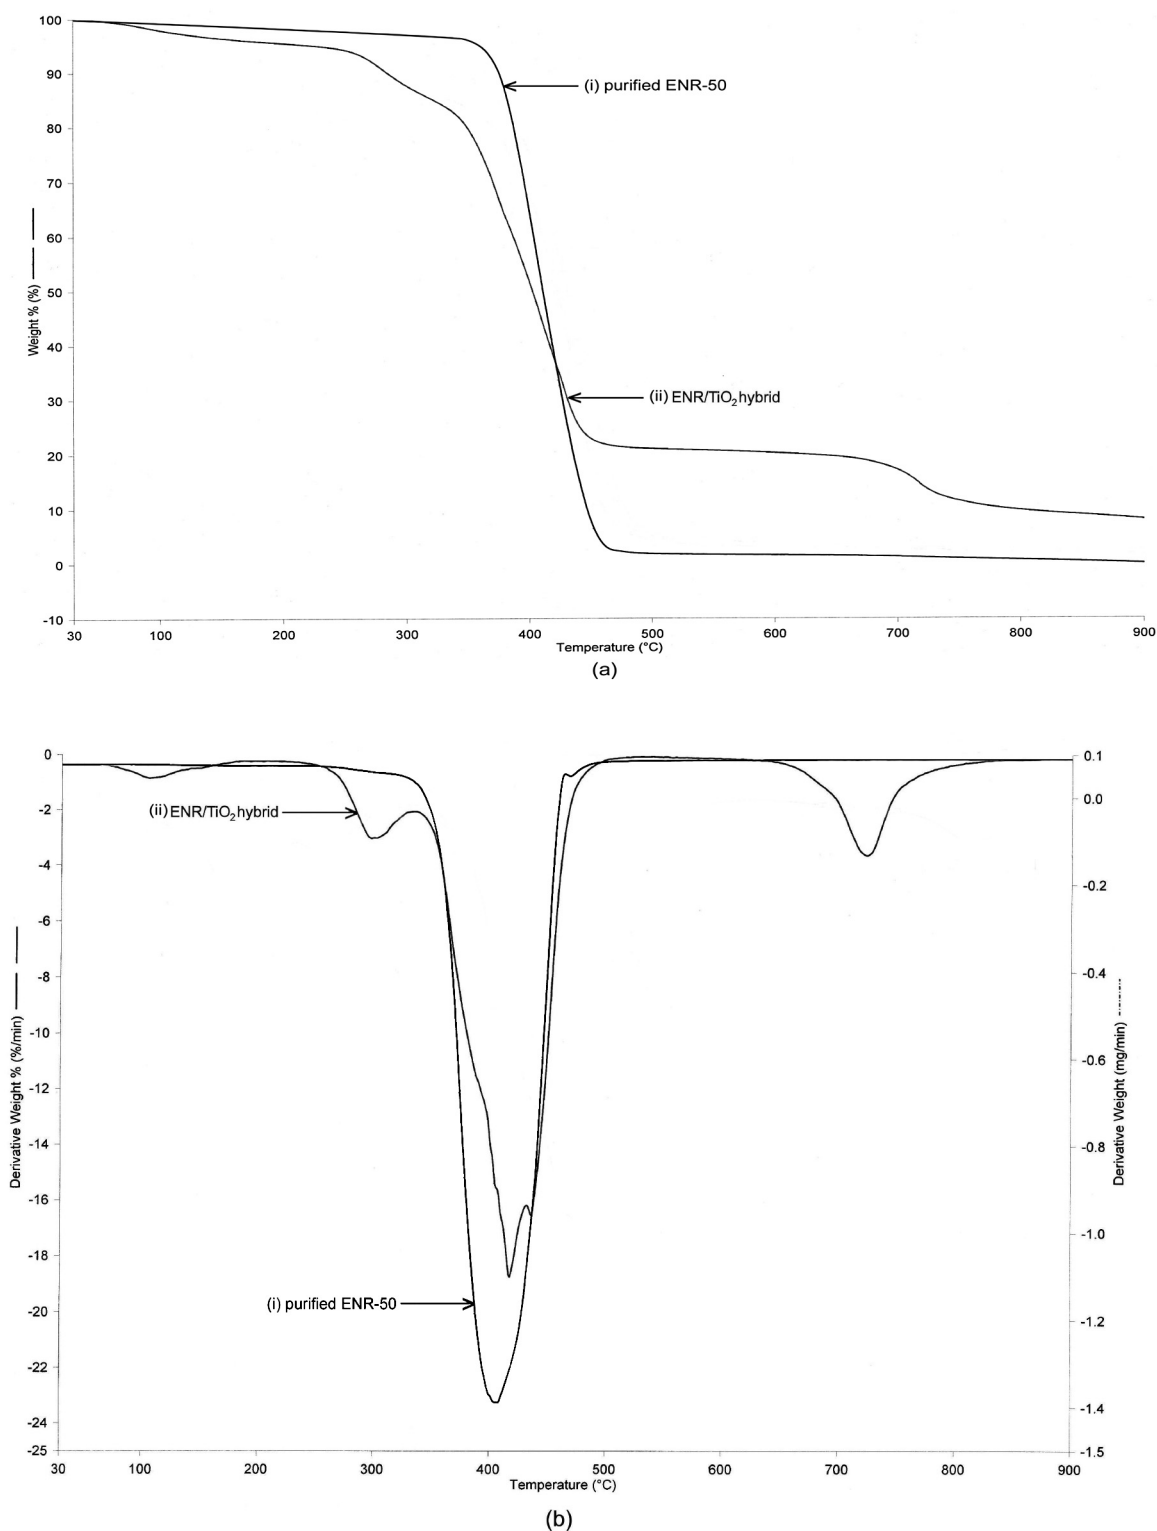 100
90
80
70
60
50
40
30
20
10
0
-10
Weight % (%)
(i) purified ENR-50
(ii) ENR/TiO2 hybrid
30 100 200 300 400 500 600 700 800 900
Temperature (°C)
(a)
0
-2
-4
-6
-8
-10
-12
-14
-16
-18
-20
-22
-24
-25
Derivative Weight % (%/min)
(ii) ENR/TiO2 hybrid
(i) purified ENR-50
0.1
0.0
-0.2
-0.4
-0.6
-0.8
-1.0
-1.2
-1.4
-1.5
Derivative Weight (mg/min)
30 100 200 300 400 500 600 700 800 900
Temperature (°C)
(b)